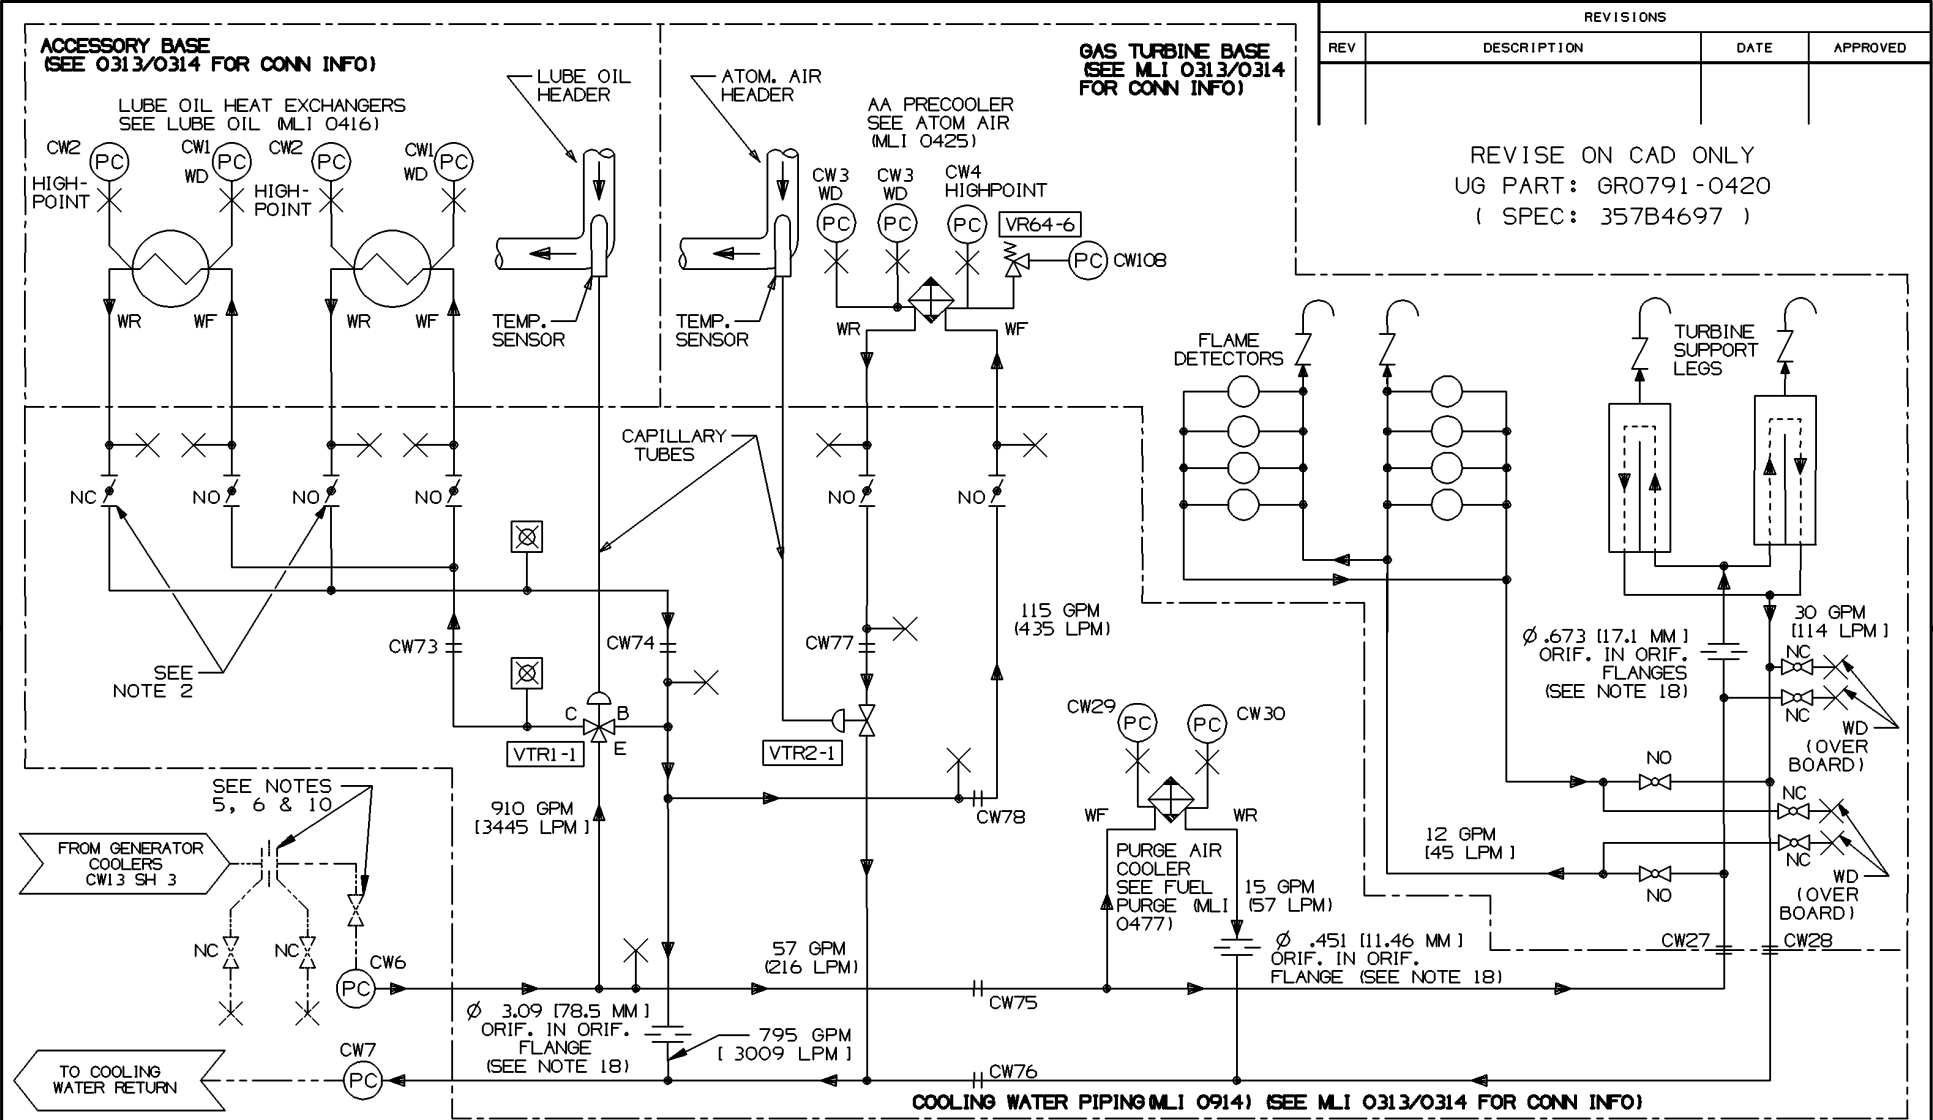 REVISIONS
REV DESCRIPTION DATE APPROVED
REVISE ON CAD ONLY
UG PART: GR0791-0420
( SPEC: 357B4697 )
ACCESSORY BASE
(SEE 0313/0314 FOR CONN INFO)
GAS TURBINE BASE
(SEE MLI 0313/0314
FOR CONN INFO)
LUBE OIL HEAT EXCHANGERS
SEE LUBE OIL (MLI 0416)
LUBE OIL
HEADER
ATOM. AIR
HEADER
AA PRECOOLER
SEE ATOM AIR
(MLI 0425)
CW2
PC
HIGH-
POINT
CW1
WD
PC
CW2
PC
HIGH-
POINT
CW1
WD
PC
CW3
WD
PC
CW3
WD
PC
CW4
HIGHPOINT
PC
VR64-6
PC
CW108
WR
WF
WR
WF
TEMP.
SENSOR
TEMP.
SENSOR
WR
WF
FLAME
DETECTORS
TURBINE
SUPPORT
LEGS
CAPILLARY
TUBES
NC
NO
NO
NO
NO
NO
SEE
NOTE 2
CW73
CW74
CW77
115 GPM
(435 LPM)
Ø .673 [17.1 MM]
ORIF. IN ORIF.
FLANGES
(SEE NOTE 18)
30 GPM
[114 LPM]
NC
NC
WD
(OVER
BOARD)
C
B
E
VTR1-1
VTR2-1
CW29
PC
PC
CW30
NO
NC
SEE NOTES
5, 6 & 10
910 GPM
[3445 LPM]
CW78
WF
WR
12 GPM
[45 LPM]
NC
NO
WD
(OVER
BOARD)
FROM GENERATOR
COOLERS
CW13 SH 3
PURGE AIR
COOLER
SEE FUEL
PURGE (MLI
0477)
15 GPM
(57 LPM)
NC
NC
CW6
PC
57 GPM
(216 LPM)
Ø .451 [11.46 MM]
ORIF. IN ORIF.
FLANGE (SEE NOTE 18)
CW27
CW28
CW75
Ø 3.09 [78.5 MM]
ORIF. IN ORIF.
FLANGE
(SEE NOTE 18)
795 GPM
[ 3009 LPM]
TO COOLING
WATER RETURN
CW7
PC
CW76
COOLING WATER PIPING(MLI 0914) (SEE MLI 0313/0314 FOR CONN INFO)